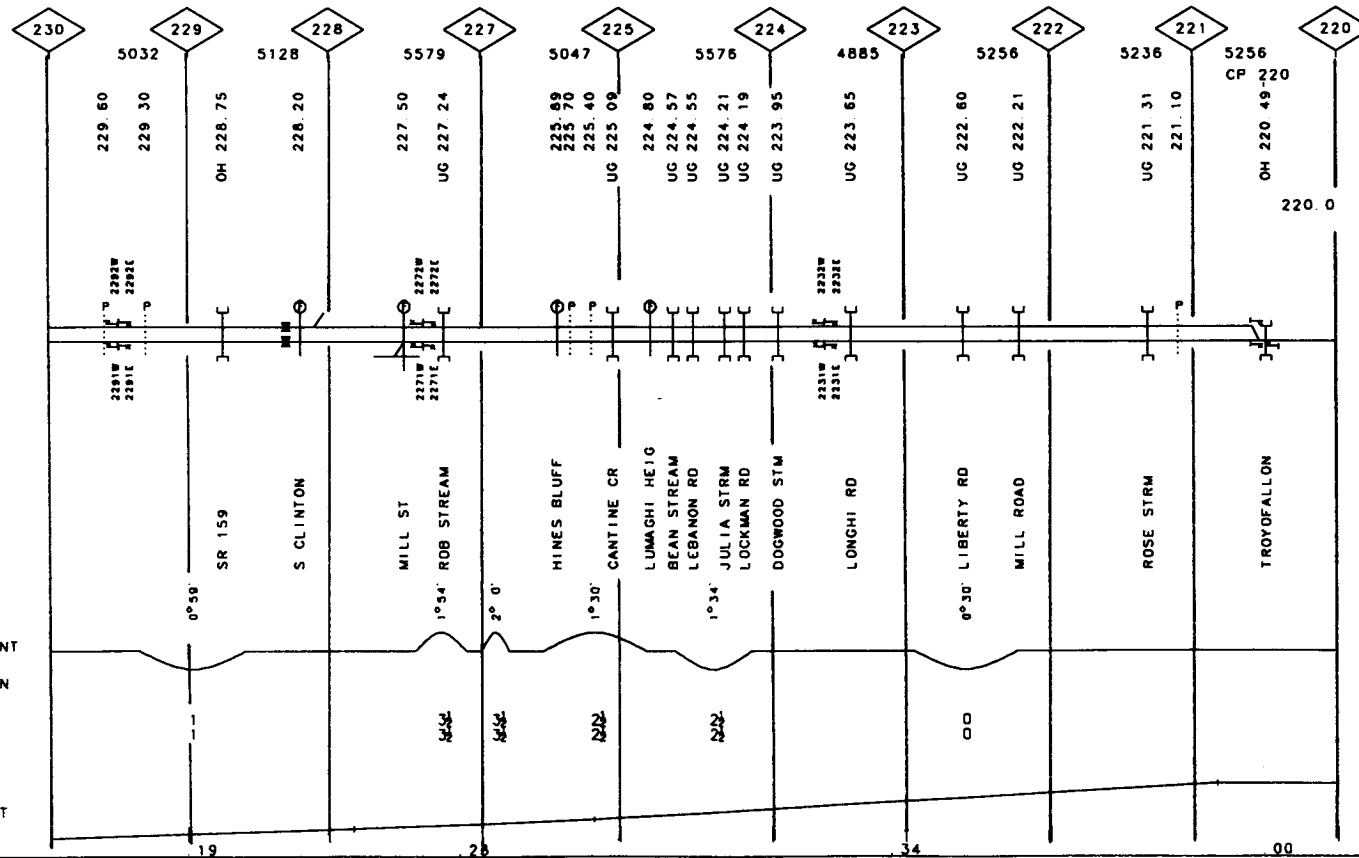 230 229 228 227 225 224 223 222 221 220
5032 5128 5579 5047 5576 4885 5256 5236 5256
CP 220
229.60
229 30
OH 228.75
228.20
227 50
UG 227 24
225.89
225 70
225.40
UG 225 09
224.80
UG 224.57
UG 224.55
UG 224.21
UG 224 19
UG 223 95
UG 223.65
UG 222.60
UG 222.21
UG 221.31
221.10
OH 220 49
220.0
2292W
2292E
2272W
2272E
2232W
2232E
P P P P P
2291W
2291E
2271W
2271E
2231W
2231E
SR 159
S CLINTON
MILL ST
ROB STREAM
HINES BLUFF
CANTINE CR
LUMAGHI HEIG
BEAN STREAM
LEBANON RD
JULIA STRM
LOCKMAN RD
DOGWOOD STM
LONGHI RD
LIBERTY RD
MILL ROAD
ROSE STRM
TROYOFALLON
0°59'
1°54'
2° 0'
1°30'
1°34'
0°30'
NT
N
1
1
0
0
T
.19 .28 .34 .00